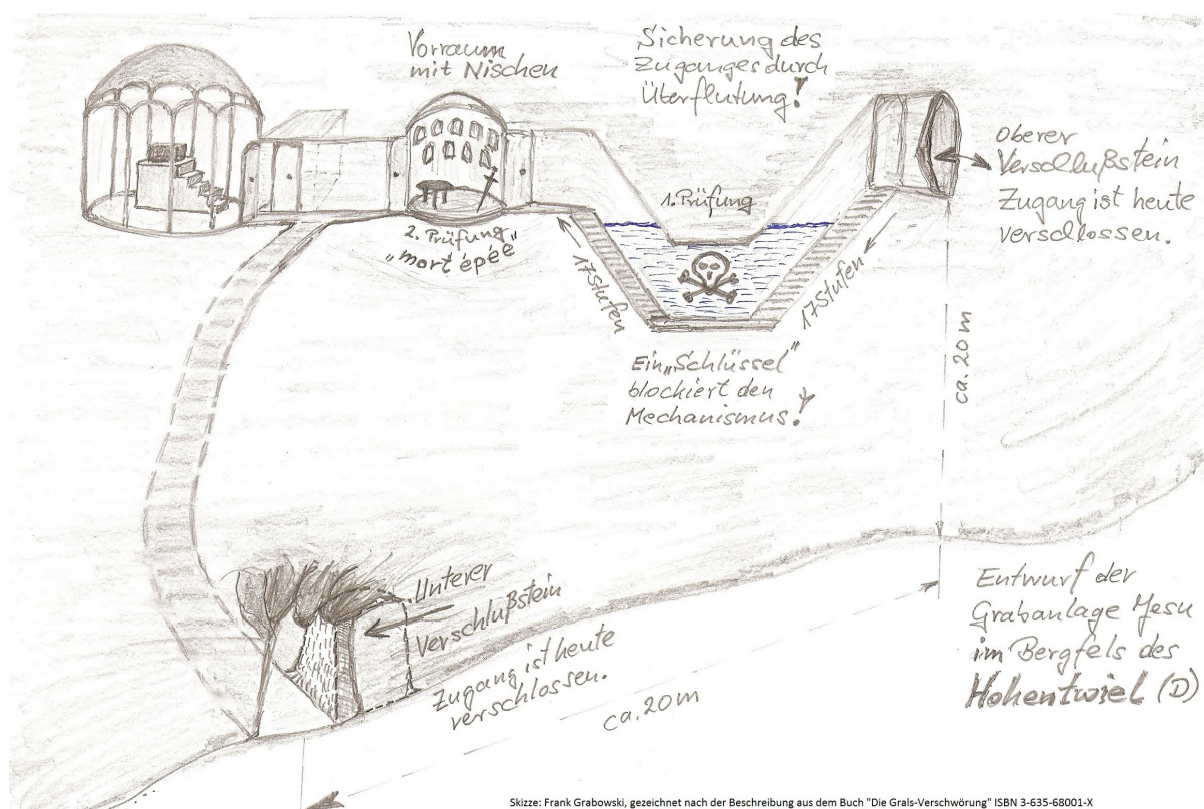 Vorraum
mit Nischen
Sicherung des
Zuganges durch
Überflutung!
Oberer
Verschlußstein
Zugang ist heute
verschlossen.
1. Prüfung
2. Prüfung
"mort épée"
17 Stufen
17 Stufen
Ein "Schlüssel"
blockiert den
Mechanismus!
ca. 20 m
Unterer
Verschlußstein
Zugang ist heute
verschlossen.
ca. 20 m
Entwurf der
Grabanlage Jesu
im Bergfels des
Hohentwiel (D)
Skizze: Frank Grabowski, gezeichnet nach der Beschreibung aus dem Buch "Die Grals-Verschwörung" ISBN 3-635-68001-X